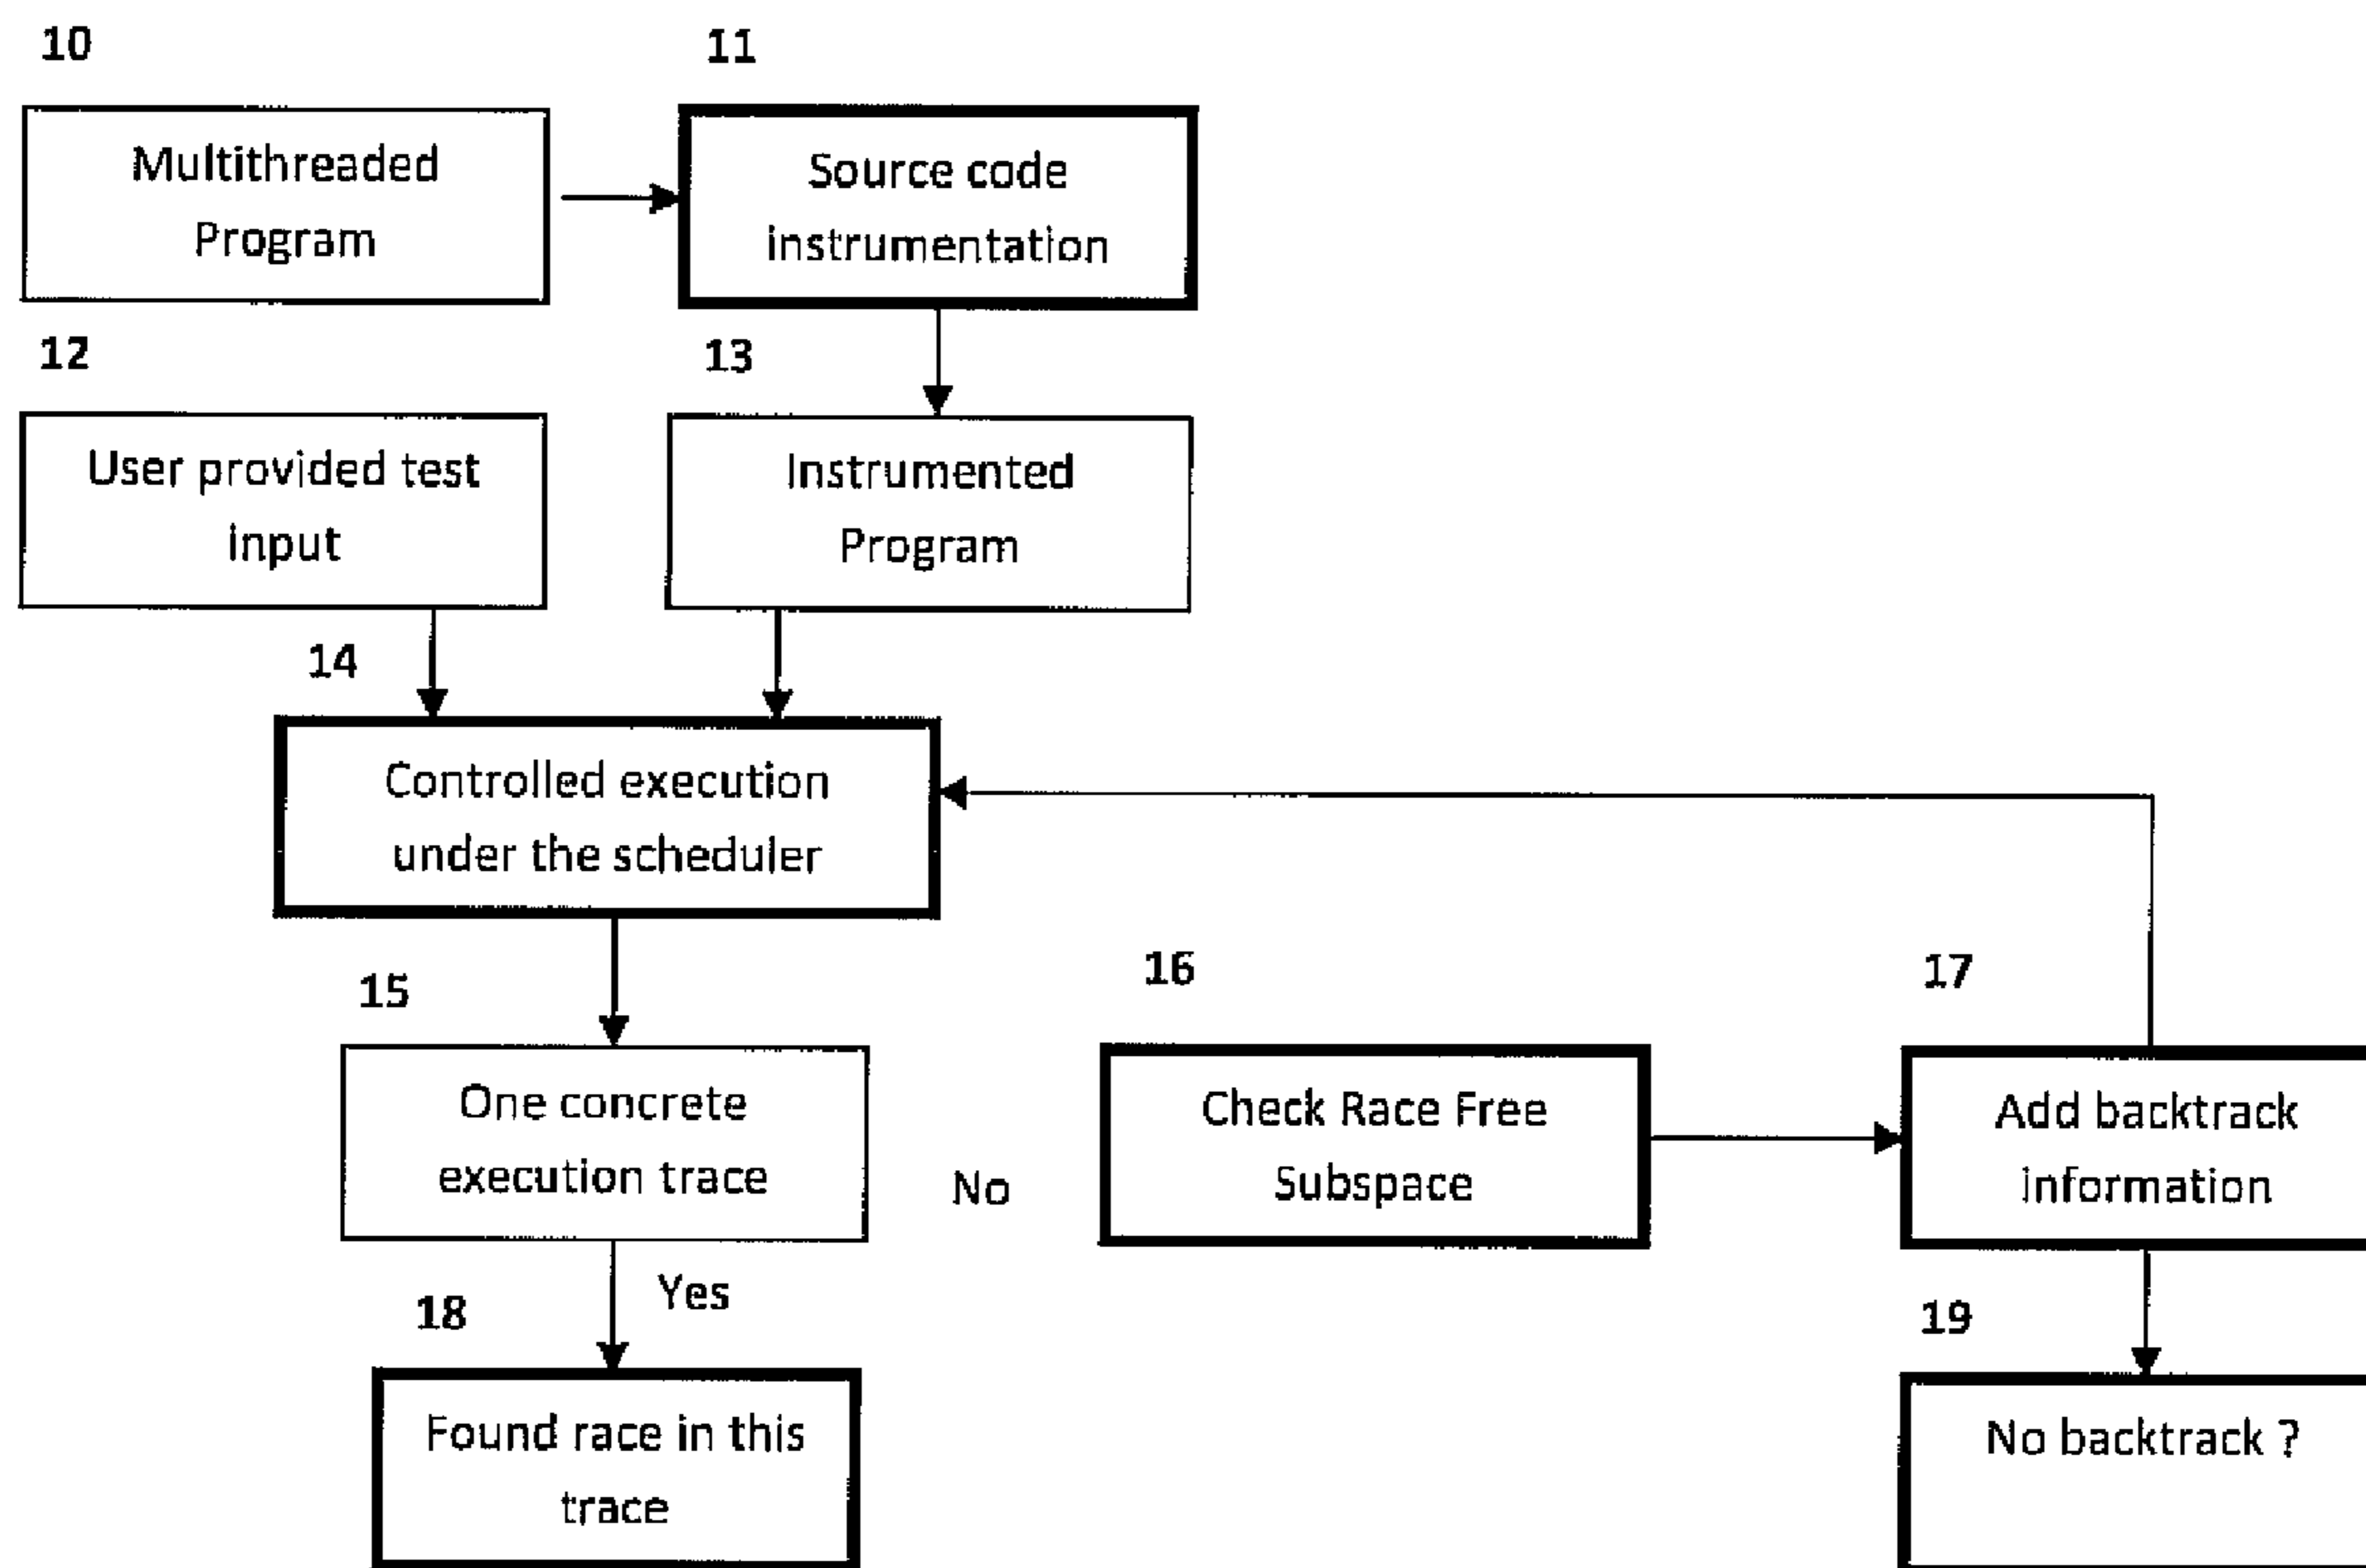 10
11
Multithreaded
Program
Source code
instrumentation
12
13
User provided test
input
Instrumented
Program
14
Controlled execution
under the scheduler
15
16
17
One concrete
execution trace
No
Check Race Free
Subspace
Add backtrack
information
18
Yes
19
Found race in this
trace
No backtrack ?